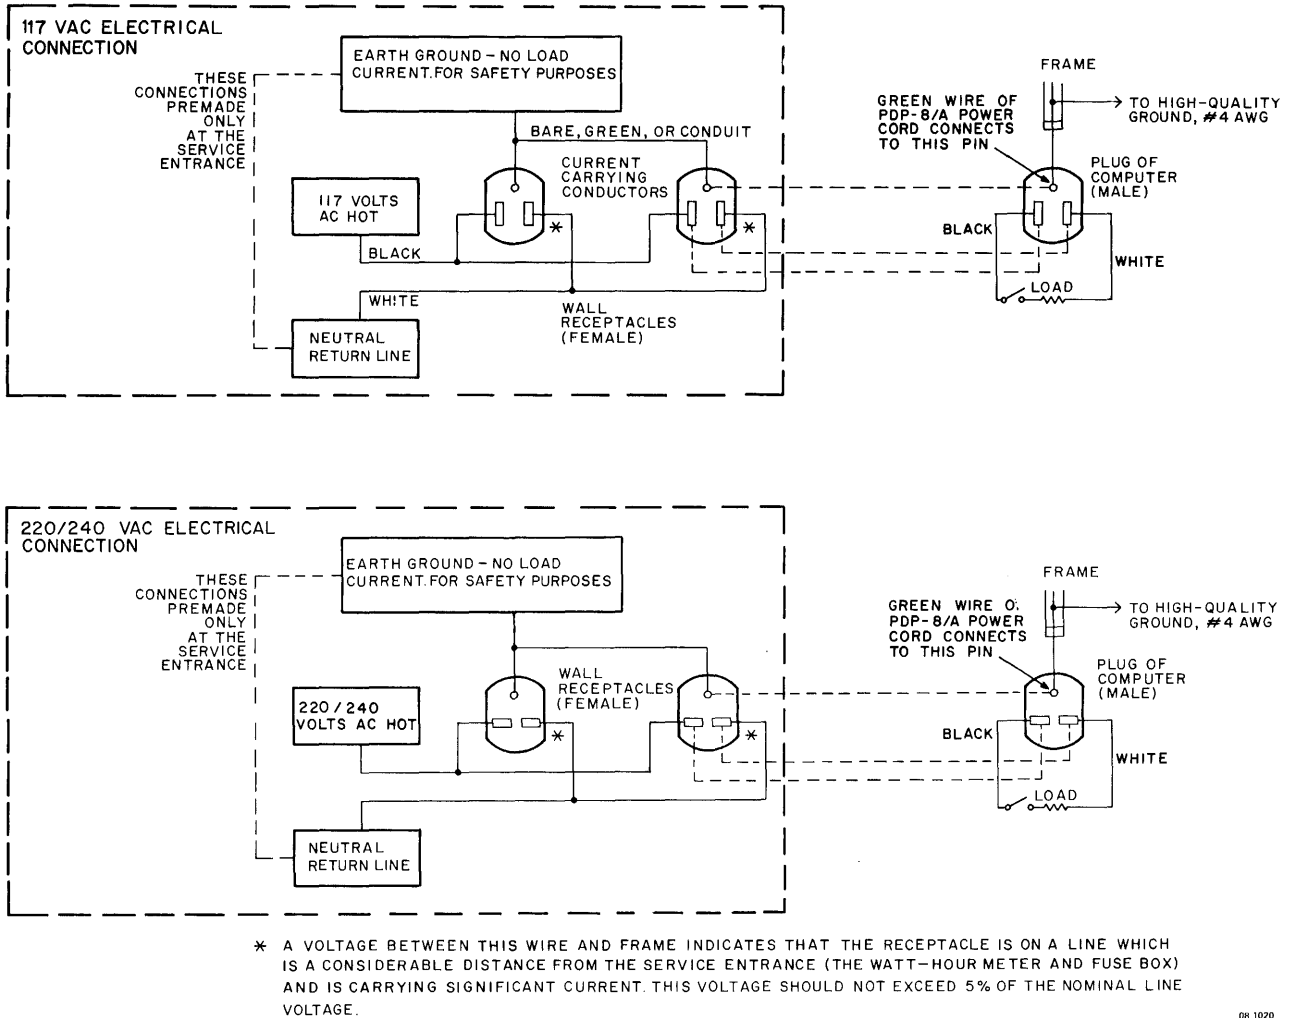 117 VAC ELECTRICAL
CONNECTION
EARTH GROUND – NO LOAD
CURRENT. FOR SAFETY PURPOSES
THESE
CONNECTIONS
PREMADE
ONLY
AT THE
SERVICE
ENTRANCE
BARE, GREEN, OR CONDUIT
CURRENT
CARRYING
CONDUCTORS
117 VOLTS
AC HOT
BLACK
*
*
WHITE
WALL
RECEPTACLES
(FEMALE)
NEUTRAL
RETURN LINE
FRAME
GREEN WIRE OF
PDP-8/A POWER
CORD CONNECTS
TO THIS PIN
TO HIGH-QUALITY
GROUND, #4 AWG
PLUG OF
COMPUTER
(MALE)
BLACK
WHITE
LOAD
220/240 VAC ELECTRICAL
CONNECTION
EARTH GROUND – NO LOAD
CURRENT. FOR SAFETY PURPOSES
THESE
CONNECTIONS
PREMADE
ONLY
AT THE
SERVICE
ENTRANCE
WALL
RECEPTACLES
(FEMALE)
220/240
VOLTS AC HOT
*
*
NEUTRAL
RETURN LINE
FRAME
GREEN WIRE O.
PDP-8/A POWER
CORD CONNECTS
TO THIS PIN
TO HIGH-QUALITY
GROUND, #4 AWG
PLUG OF
COMPUTER
(MALE)
BLACK
WHITE
LOAD
* A VOLTAGE BETWEEN THIS WIRE AND FRAME INDICATES THAT THE RECEPTACLE IS ON A LINE WHICH
IS A CONSIDERABLE DISTANCE FROM THE SERVICE ENTRANCE (THE WATT-HOUR METER AND FUSE BOX)
AND IS CARRYING SIGNIFICANT CURRENT. THIS VOLTAGE SHOULD NOT EXCEED 5% OF THE NOMINAL LINE
VOLTAGE.
08 1020